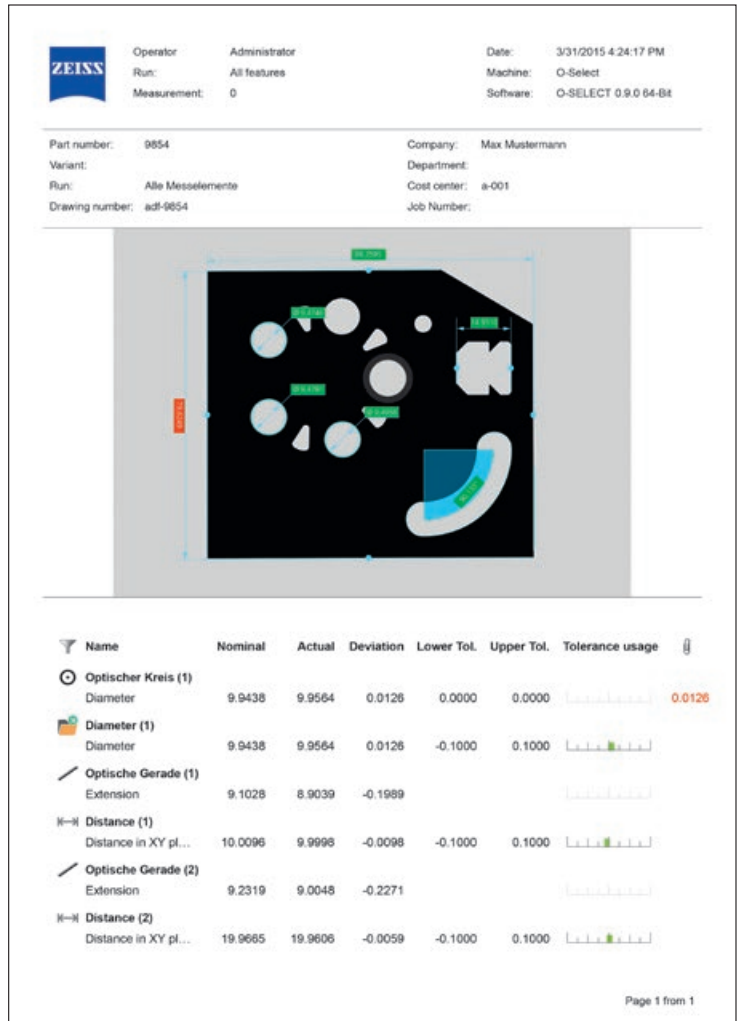 ZEISS
Operator Administrator Date: 3/31/2015 4:24:17 PM
Run: All features Machine: O-Select
Measurement: 0 Software: O-SELECT 0.9.0 64-Bit
Part number: 9854 Company: Max Mustermann
Variant: Department:
Run: Alle Messelemente Cost center: a-001
Drawing number: adf-9854 Job Number:
Name Nominal Actual Deviation Lower Tol. Upper Tol. Tolerance usage
Optischer Kreis (1)
Diameter 9.9438 9.9564 0.0126 0.0000 0.0000 0.0126
Diameter (1)
Diameter 9.9438 9.9564 0.0126 -0.1000 0.1000
Optische Gerade (1)
Extension 9.1028 8.9039 -0.1989
Distance (1)
Distance in XY pl... 10.0096 9.9998 -0.0098 -0.1000 0.1000
Optische Gerade (2)
Extension 9.2319 9.0048 -0.2271
Distance (2)
Distance in XY pl... 19.9665 19.9606 -0.0059 -0.1000 0.1000
Page 1 from 1